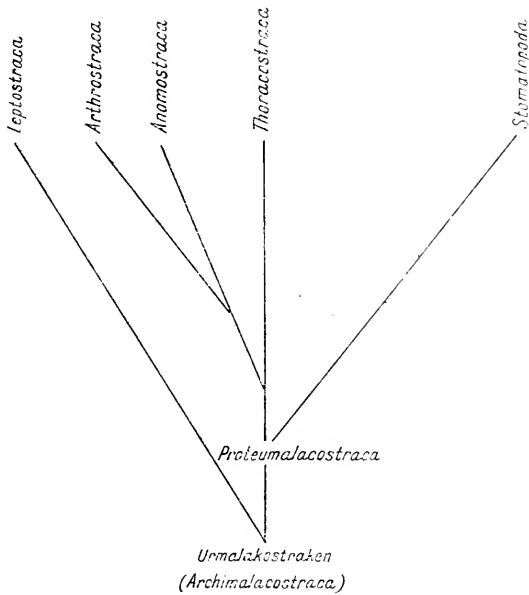 Leptostraca
Arthrostraca
Anomostraca
Thoracostraca
Stomatopoda
Proteumalacostraca
Urmalakostraken
(Archimalacostraca)